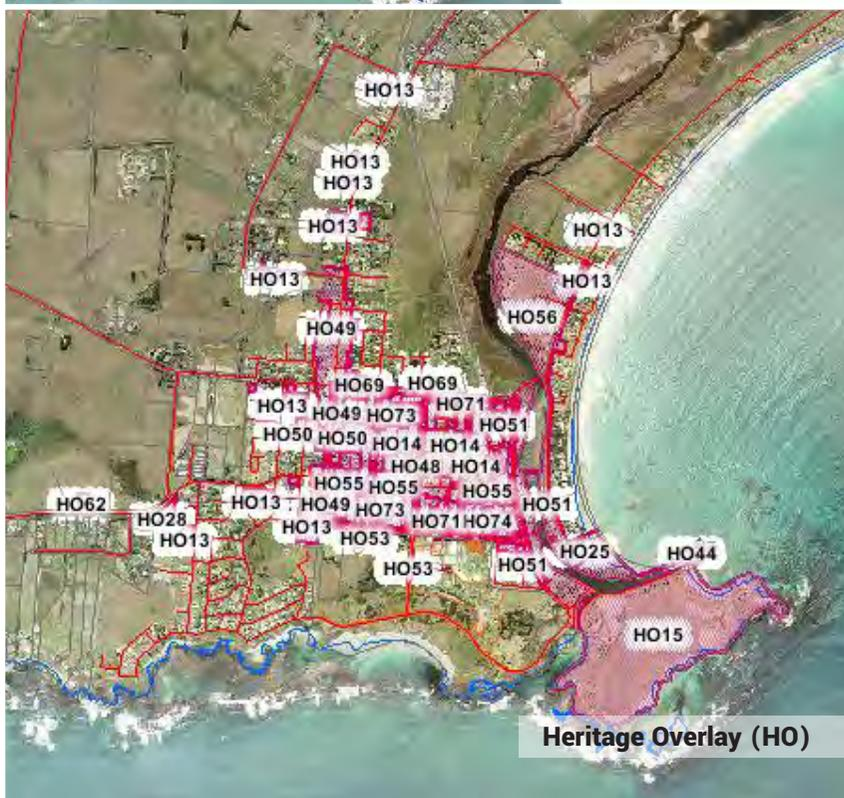 HO13
HO13
HO13
HO13
HO13
HO13
HO13
HO56
HO49
HO69 HO69
HO13 HO49 HO73 HO71
HO51
HO50 HO50 HO14 HO14
HO48 HO14
HO55 HO55 HO55
HO62 HO13 HO49 HO73 HO51
HO28 HO71 HO74
HO13 HO13 HO53
HO53 HO51 HO25 HO44
HO15
Heritage Overlay (HO)